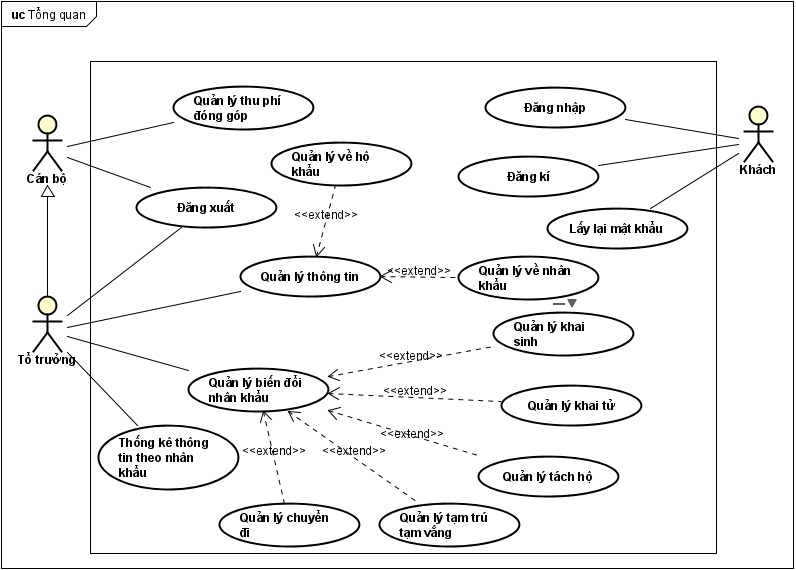 uc Tổng quan
Quản lý thu phí
đóng góp
Đăng nhập
Cán bộ
Quản lý về hộ
khẩu
Khách
Đăng kí
Đăng xuất
<<extend>>
Lấy lại mật khẩu
Quản lý thông tin
<<extend>>
Quản lý về nhân
khẩu
Quản lý khai
sinh
Tổ trưởng
<<extend>>
Quản lý biến đổi
nhân khẩu
<<extend>>
Quản lý khai tử
<<extend>>
Thống kê thông
tin theo nhân
khẩu
<<extend>>
<<extend>>
Quản lý tách hộ
Quản lý chuyển
đi
Quản lý tạm trú
tạm vắng